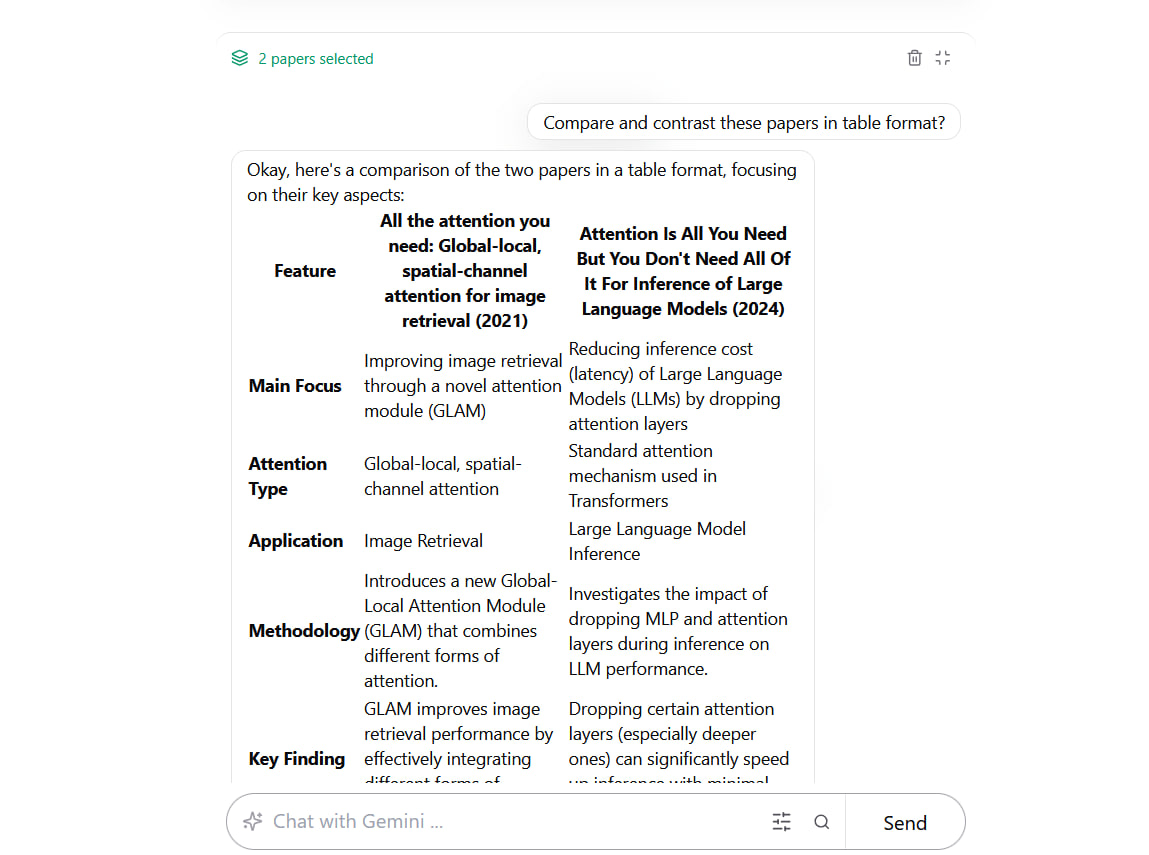 2 papers selected
Compare and contrast these papers in table format?
Okay, here's a comparison of the two papers in a table format, focusing
on their key aspects:
Feature
All the attention you
need: Global-local,
spatial-channel
attention for image
retrieval (2021)
Attention Is All You Need
But You Don't Need All Of
It For Inference of Large
Language Models (2024)
Main Focus
Improving image retrieval
through a novel attention
module (GLAM)
Reducing inference cost
(latency) of Large Language
Models (LLMs) by dropping
attention layers
Attention
Type
Global-local, spatial-
channel attention
Standard attention
mechanism used in
Transformers
Application
Image Retrieval
Large Language Model
Inference
Methodology
Introduces a new Global-
Local Attention Module
(GLAM) that combines
different forms of
attention.
Investigates the impact of
dropping MLP and attention
layers during inference on
LLM performance.
Key Finding
GLAM improves image
retrieval performance by
effectively integrating
different forms of
Dropping certain attention
layers (especially deeper
ones) can significantly speed
up inference with minimal
Chat with Gemini ...
Send